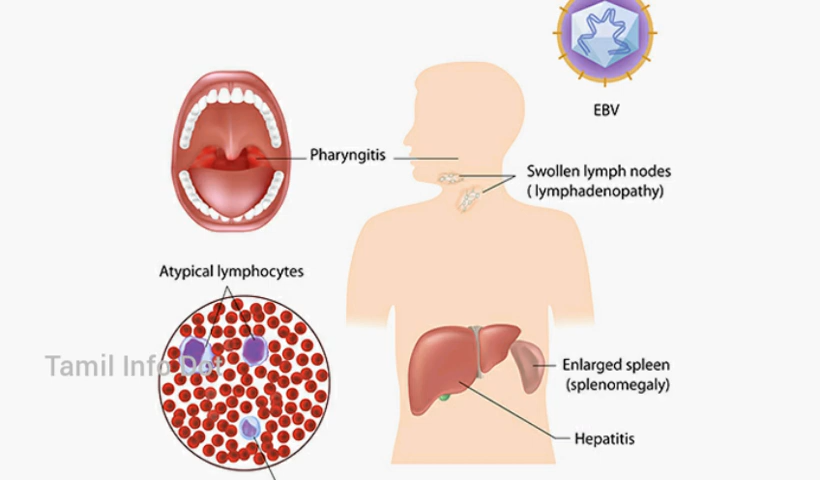 EBV
Pharyngitis
Swollen lymph nodes
( lymphadenopathy)
Atypical lymphocytes
Tamil Info Dot
Enlarged spleen
(splenomegaly)
Hepatitis